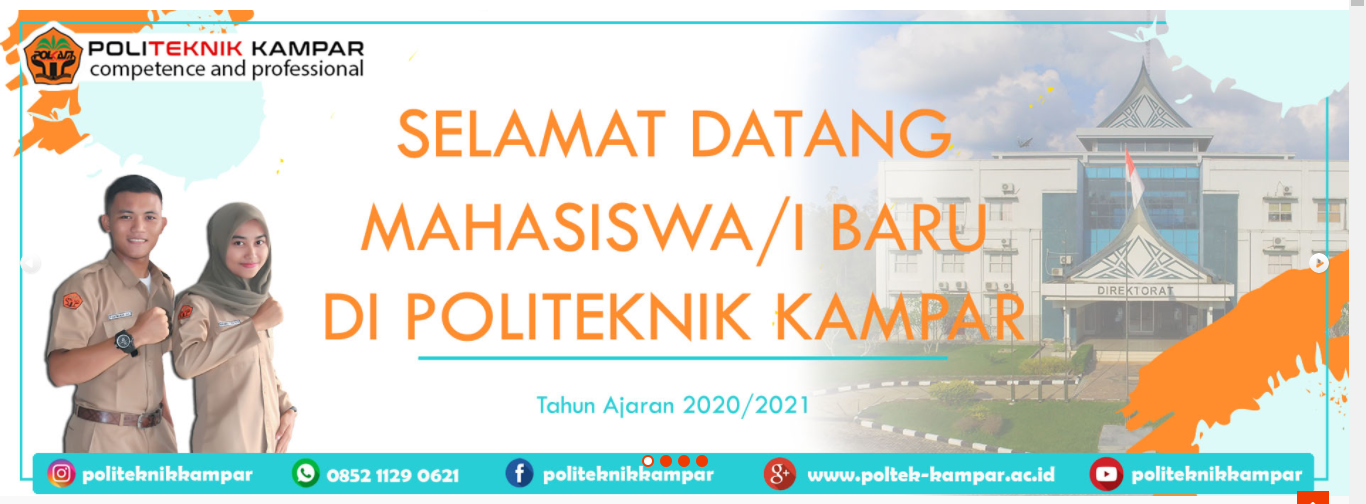 POLITEKNIK KAMPAR
competence and professional
SELAMAT DATANG
MAHASISWA/I BARU
DI POLITEKNIK KAMPAR
Tahun Ajaran 2020/2021
DIREKTORAT
politeknikkampar
0852 1129 0621
politeknikkampar
www.poltek-kampar.ac.id
politeknikkampar